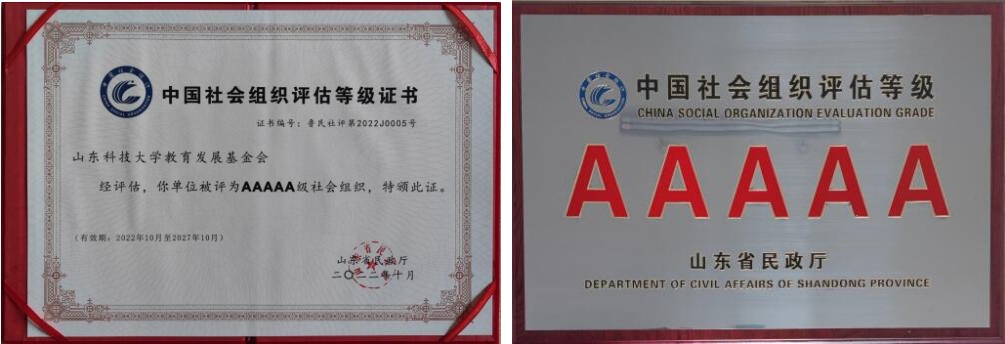 中国社会组织评估等级证书
证书编号：鲁民社评第2022J0005号
山东科技大学教育发展基金会
经评估，你单位被评为AAAAA级社会组织，特颁此证。
（有效期：2022年10月至2027年10月）
山东省民政厅
二〇二二年十月
中国社会组织评估等级
CHINA SOCIAL ORGANIZATION EVALUATION GRADE
AAAAA
山东省民政厅
DEPARTMENT OF CIVIL AFFAIRS OF SHANDONG PROVINCE